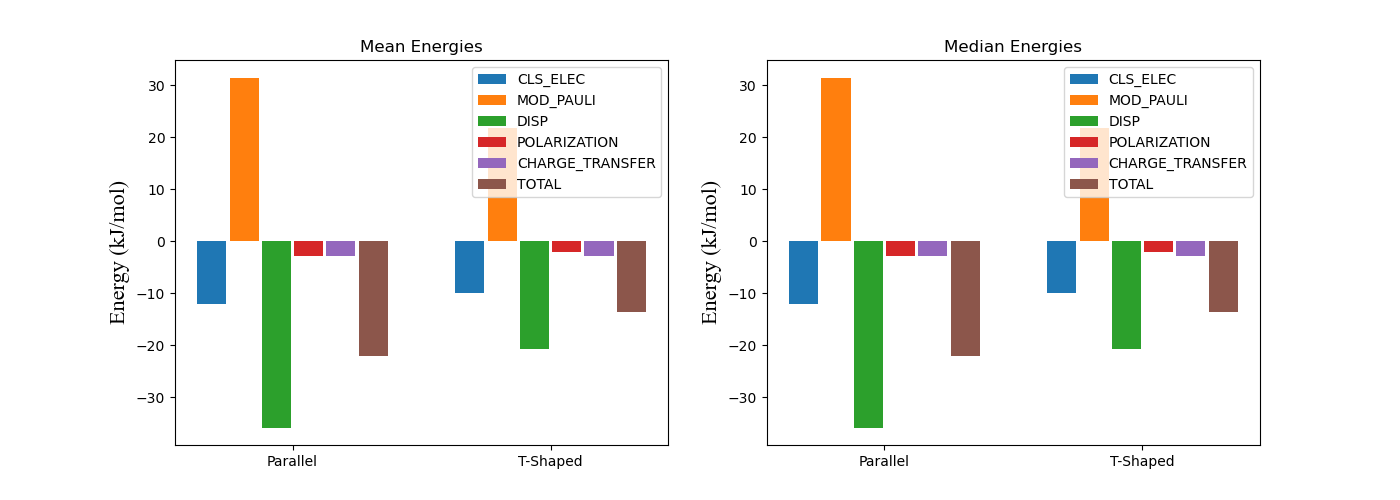 Mean Energies
Energy (kJ/mol)
30
20
10
0
−10
−20
−30
CLS_ELEC
MOD_PAULI
DISP
POLARIZATION
CHARGE_TRANSFER
TOTAL
Parallel
T-Shaped
Median Energies
Energy (kJ/mol)
30
20
10
0
−10
−20
−30
CLS_ELEC
MOD_PAULI
DISP
POLARIZATION
CHARGE_TRANSFER
TOTAL
Parallel
T-Shaped